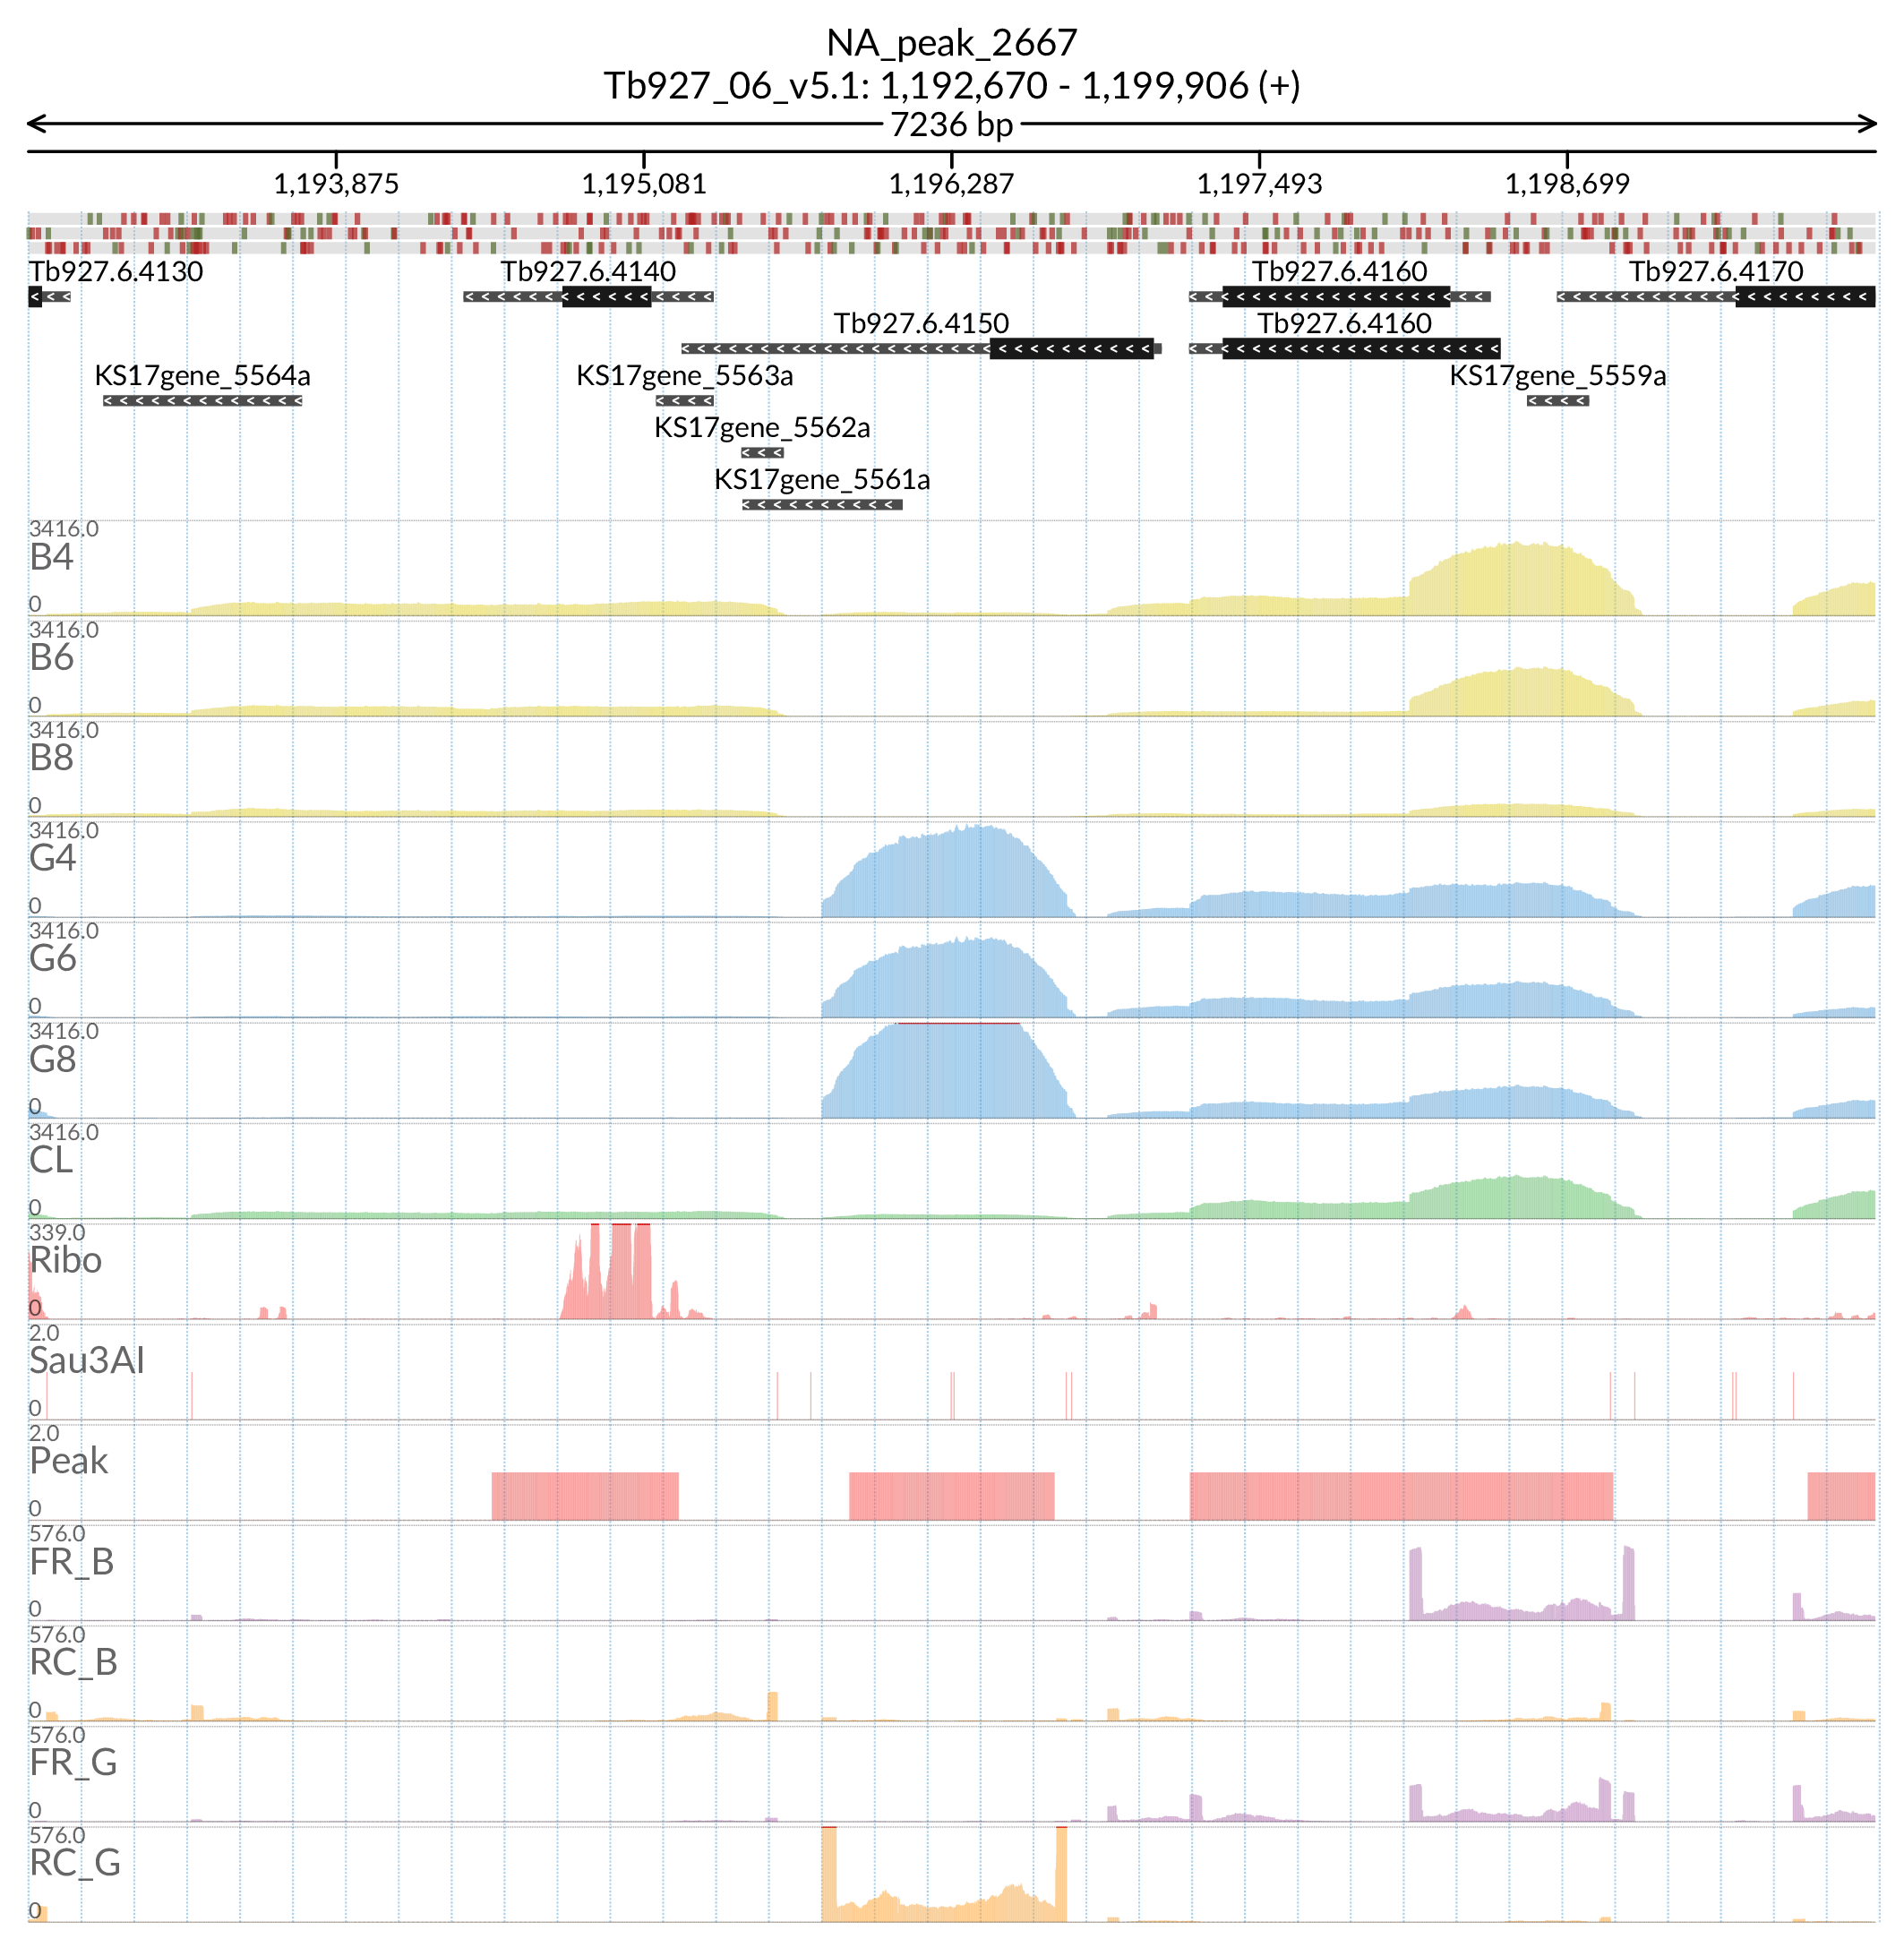 NA_peak_2667
Tb927_06_v5.1: 1,192,670 - 1,199,906 (+)
7236 bp
1,193,875 1,195,081 1,196,287 1,197,493 1,198,699
Tb927.6.4130 Tb927.6.4140 Tb927.6.4160 Tb927.6.4170
Tb927.6.4150 Tb927.6.4160
KS17gene_5564a KS17gene_5563a KS17gene_5559a
KS17gene_5562a
KS17gene_5561a
3416.0
B4
0
3416.0
B6
0
3416.0
B8
0
3416.0
G4
0
3416.0
G6
0
3416.0
G8
0
3416.0
CL
0
339.0
Ribo
0
2.0
Sau3AI
0
2.0
Peak
0
576.0
FR_B
0
576.0
RC_B
0
576.0
FR_G
0
576.0
RC_G
0